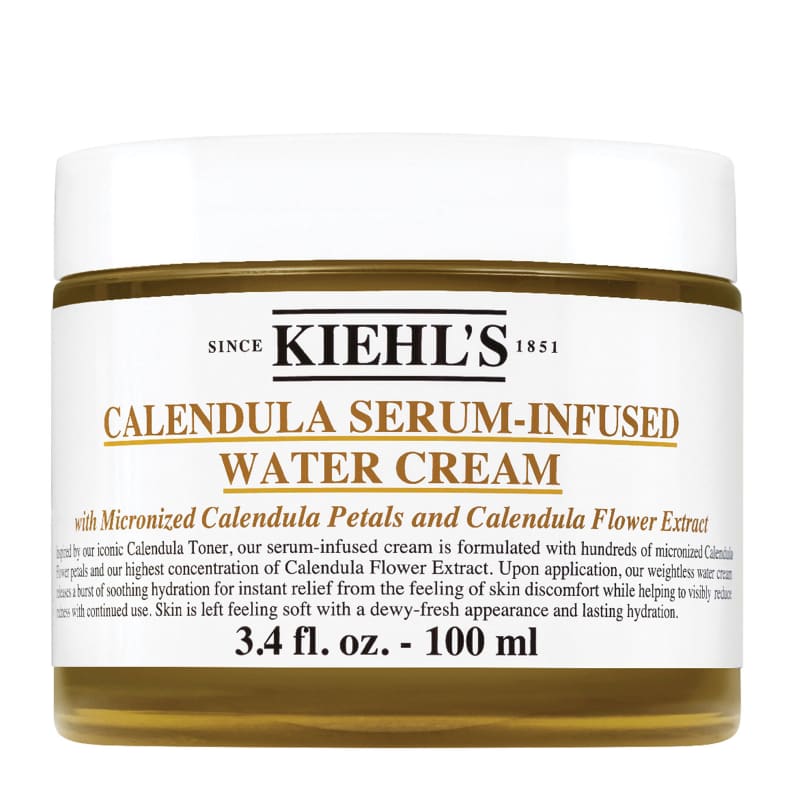 SINCE KIEHL'S 1851
CALENDULA SERUM-INFUSED
WATER CREAM
with Micronized Calendula Petals and Calendula Flower Extract
by our iconic Calendula Toner, our serum-infused cream is formulated with hundreds of micronized Calendula
petals and our highest concentration of Calendula Flower Extract. Upon application, our weightless water cream
a burst of soothing hydration for instant relief from the feeling of skin discomfort while helping to visibly reduce
with continued use. Skin is left feeling soft with a dewy-fresh appearance and lasting hydration.
3.4 fl. oz. - 100 ml